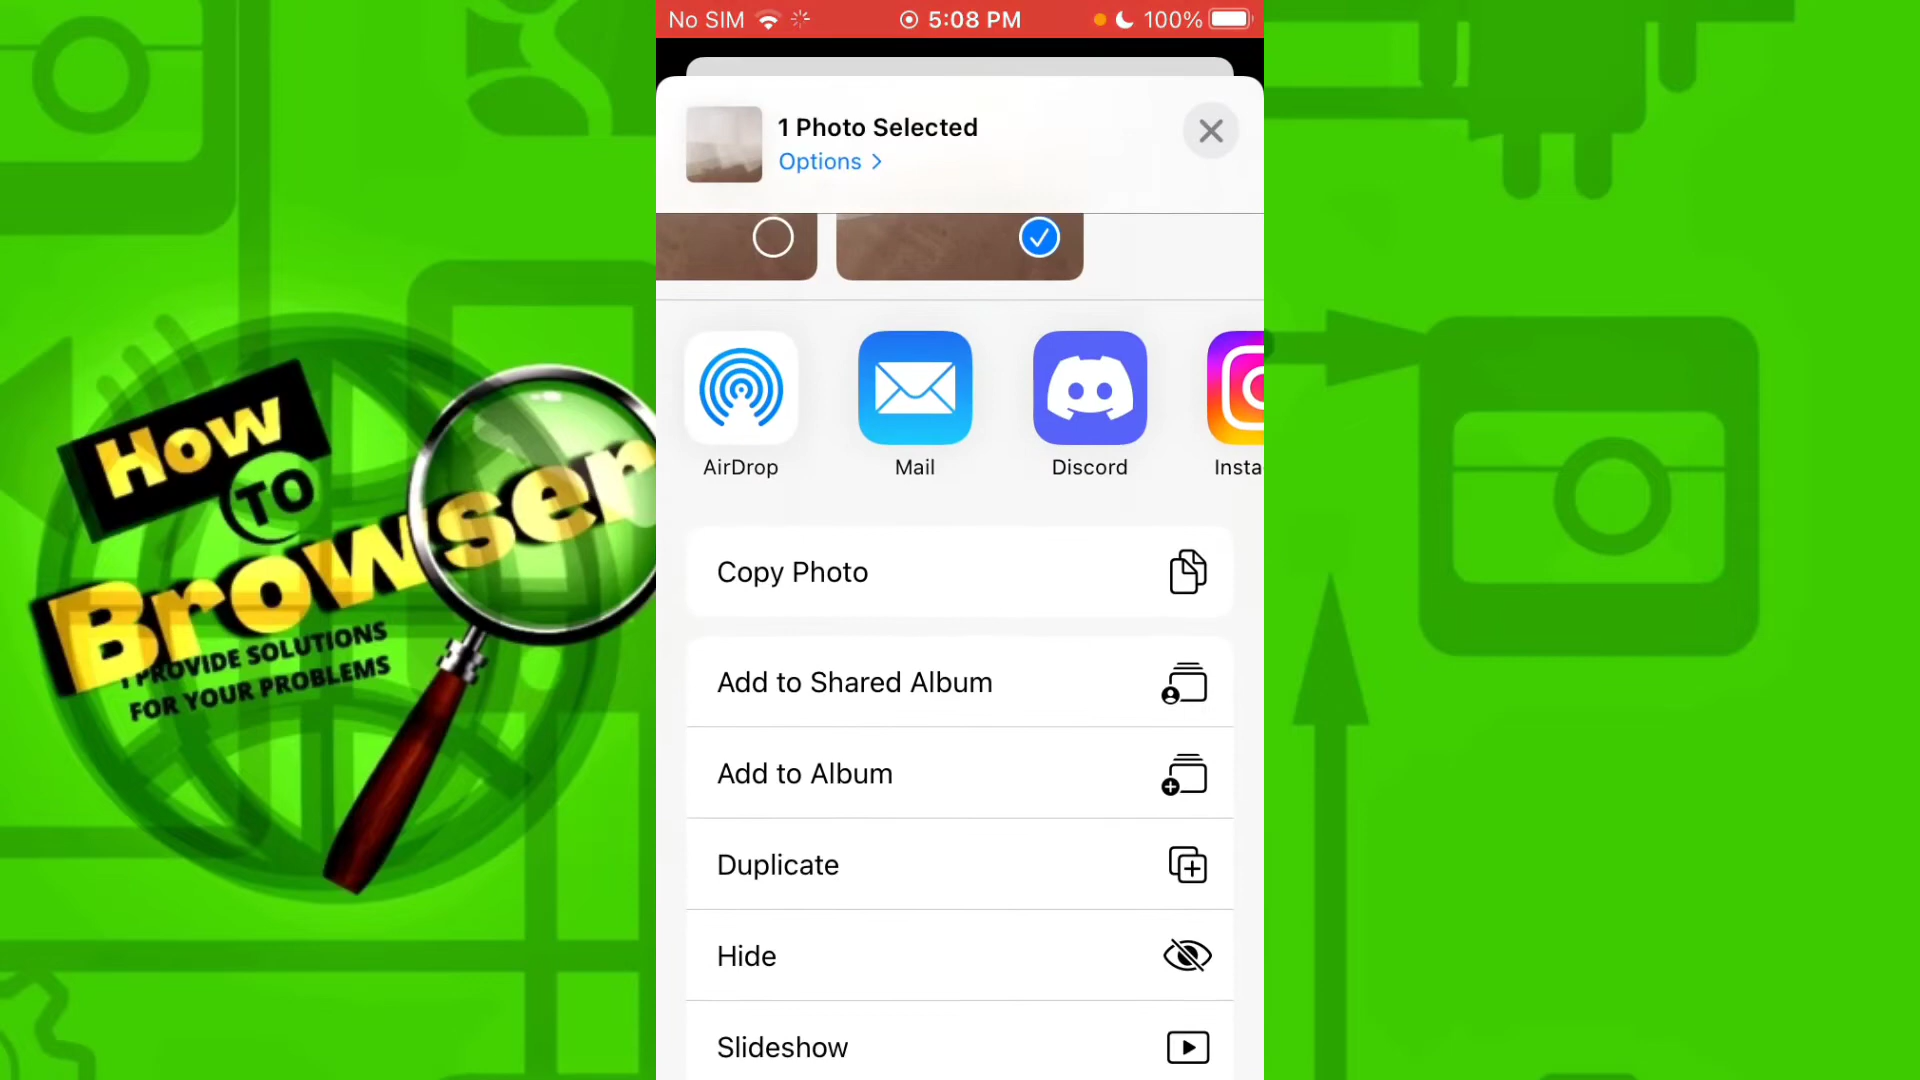 No SIM 5:08 PM 100%
1 Photo Selected
Options
AirDrop Mail Discord Insta
Copy Photo
Add to Shared Album
Add to Album
Duplicate
Hide
Slideshow
How
TO
Browser
I PROVIDE SOLUTIONS
FOR YOUR PROBLEMS